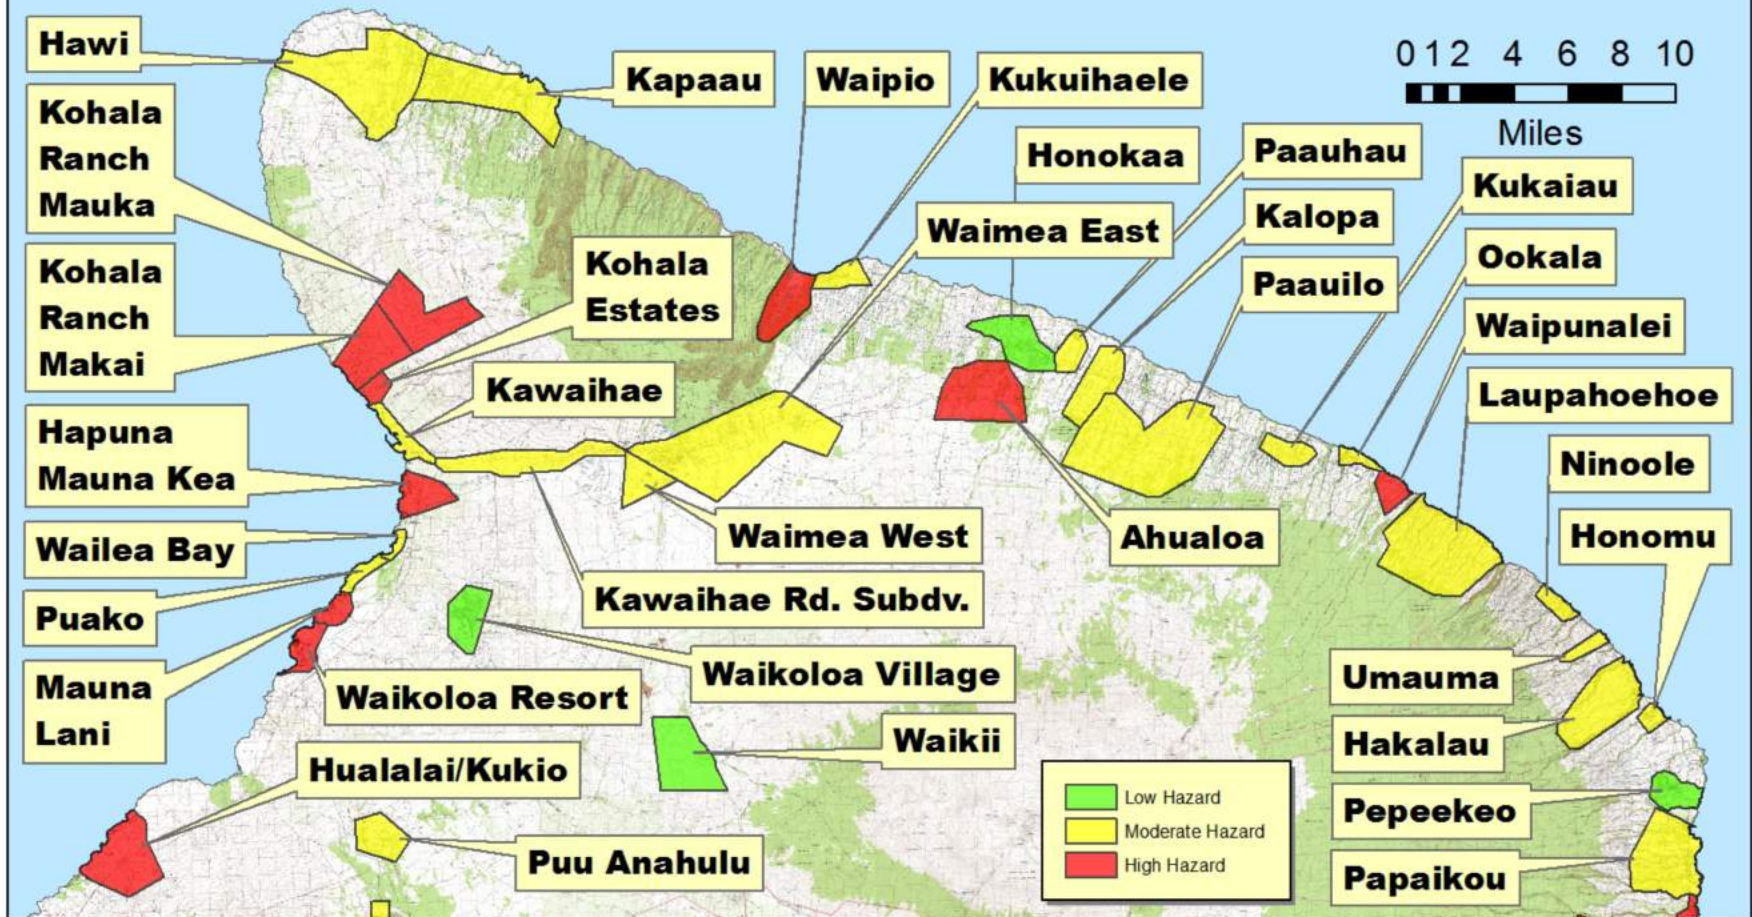 Hawi
Kapaau
Waipio
Kukuihaele
0 1 2 4 6 8 10
Miles
Kohala
Ranch
Mauka
Honokaa
Paauhau
Kukaiau
Waimea East
Kalopa
Kohala
Ranch
Makai
Kohala
Estates
Paauilo
Ookala
Waipunalei
Kawaihae
Laupahoehoe
Hapuna
Mauna Kea
Ninoole
Wailea Bay
Waimea West
Ahualoa
Honomu
Puako
Kawaihae Rd. Subdv.
Mauna
Lani
Waikoloa Resort
Waikoloa Village
Umauma
Waikii
Hakalau
Hualalai/Kukio
Low Hazard
Moderate Hazard
High Hazard
Pepeekeo
Puu Anahulu
Papaikou